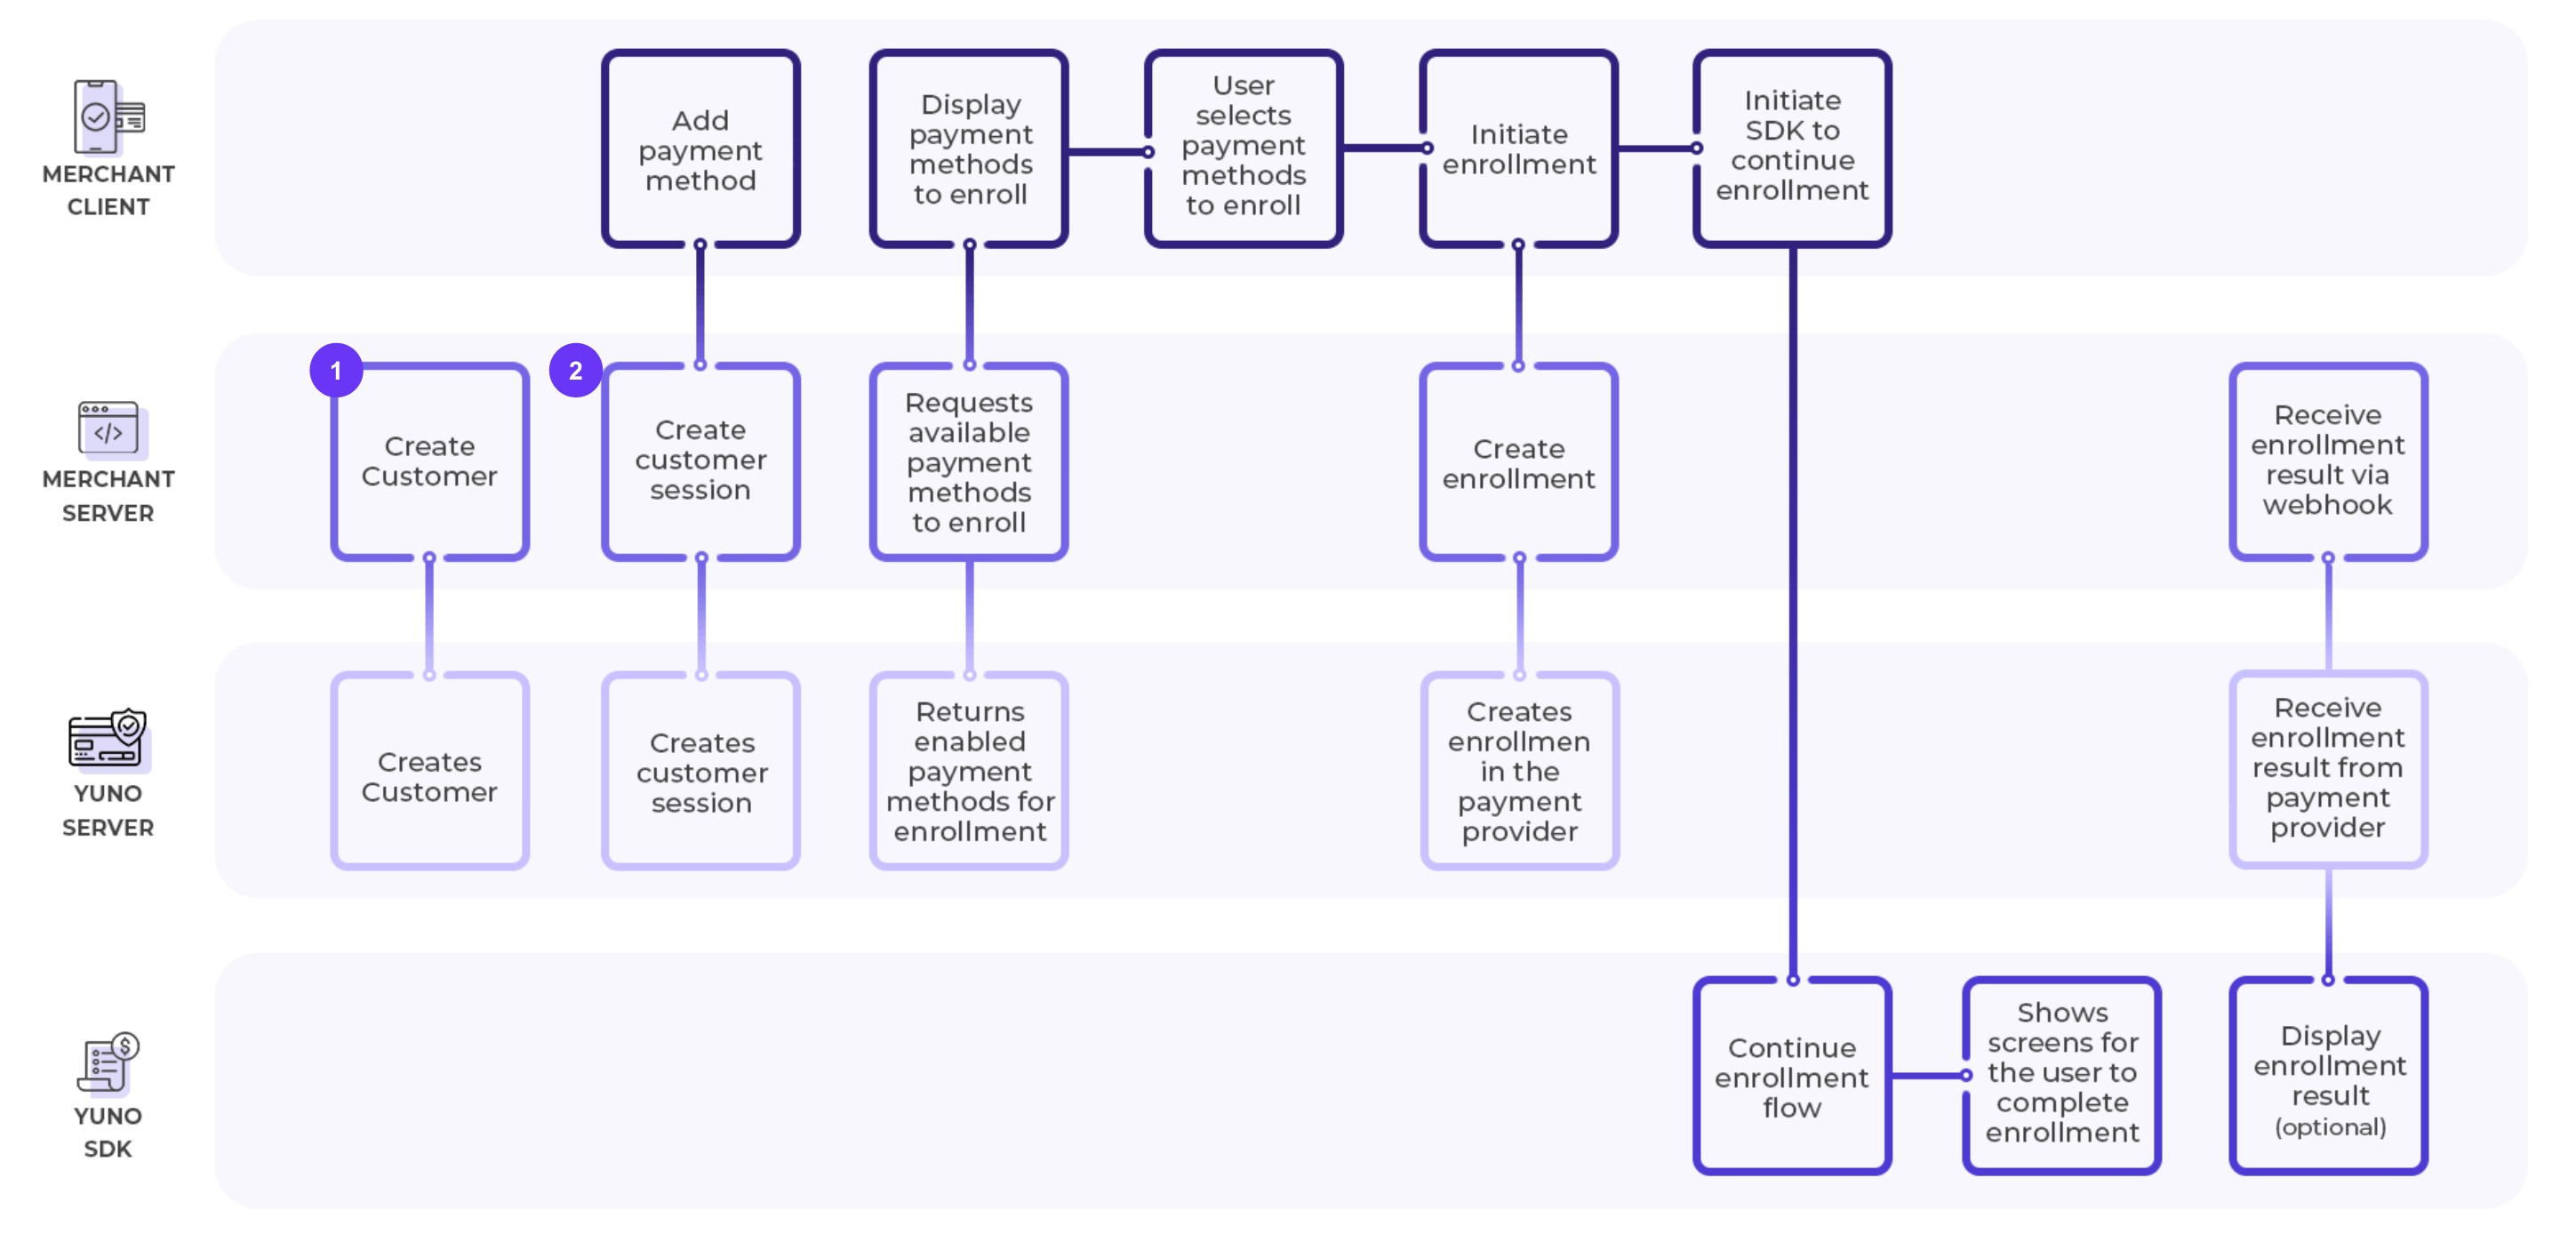 MERCHANT
CLIENT
Add
payment
method
Display
payment
methods
to enroll
User
selects
payment
methods
to enroll
Initiate
enrollment
Initiate
SDK to
continue
enrollment
MERCHANT
SERVER
1
Create
Customer
2
Create
customer
session
Requests
available
payment
methods
to enroll
Create
enrollment
Receive
enrollment
result via
webhook
YUNO
SERVER
Creates
Customer
Creates
customer
session
Returns
enabled
payment
methods for
enrollment
Creates
enrollmen
in the
payment
provider
Receive
enrollment
result from
payment
provider
YUNO
SDK
Continue
enrollment
flow
Shows
screens for
the user to
complete
enrollment
Display
enrollment
result
(optional)